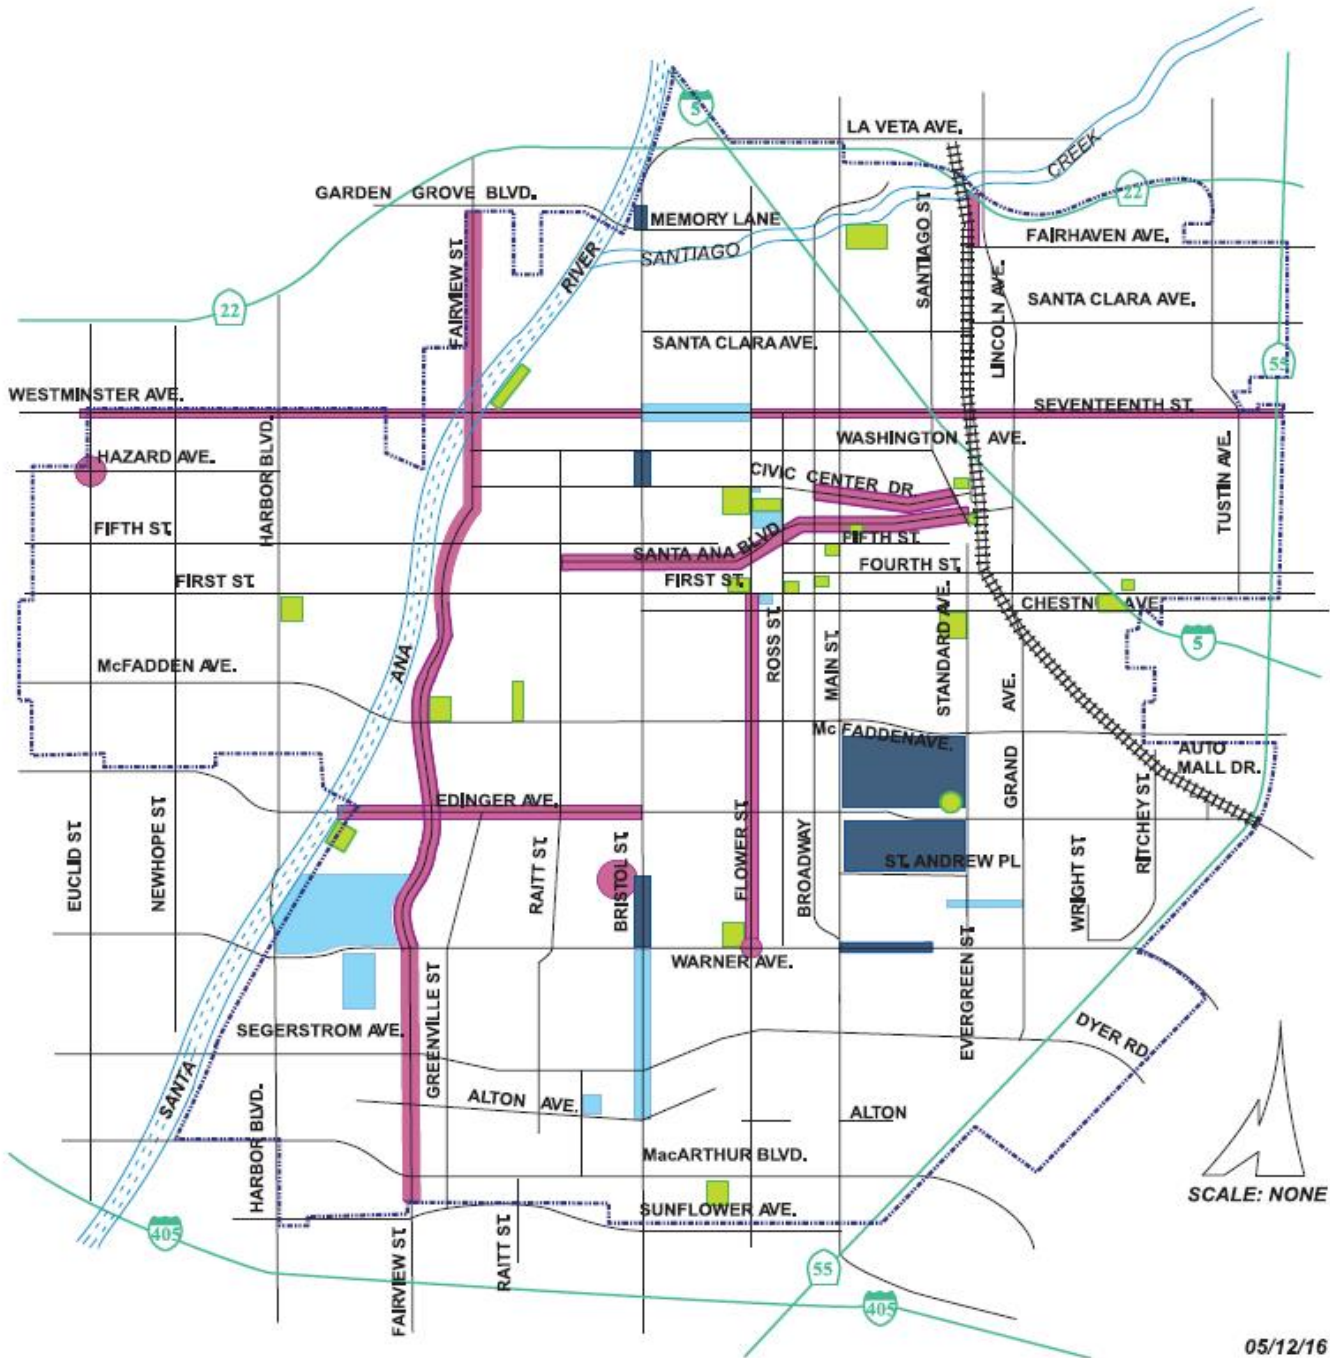 5
LA VETA AVE.
CREEK
22
GARDEN GROVE BLVD.
MEMORY LANE
SANTIAGO
SANTIAGO ST.
FAIRHAVEN AVE.
FAIRVIEW ST.
RIVER
22
SANTA CLARA AVE.
LINCOLN AVE.
SANTA CLARA AVE.
55
WESTMINSTER AVE.
SEVENTEENTH ST.
HARBOR BLVD.
WASHINGTON AVE.
TUSTIN AVE.
HAZARD AVE.
CIVIC CENTER DR.
FIFTH ST.
SANTA ANA BLVD
FIFTH ST.
FOURTH ST.
FIRST ST.
FIRST ST.
CHESTNUT AVE.
5
ANA
ROSS ST.
MAIN ST.
STANDARD AVE.
McFADDEN AVE.
GRAND AVE.
McFADDEN AVE.
AUTO
MALL DR.
EDINGER AVE.
EUCLID ST.
NEWHOPE ST.
RAITT ST.
BRISTOL ST.
FLOWER ST.
BROADWAY
ST. ANDREW PL
WRIGHT ST.
RITCHEY ST.
WARNER AVE.
EVERGREEN ST.
GREENVILLE ST
SEGERSTROM AVE.
DYER RD.
SANTA
HARBOR BLVD.
ALTON AVE.
ALTON
MacARTHUR BLVD.
SUNFLOWER AVE.
SCALE: NONE
405
FAIRVIEW ST.
RAITT ST.
55
405
05/12/16